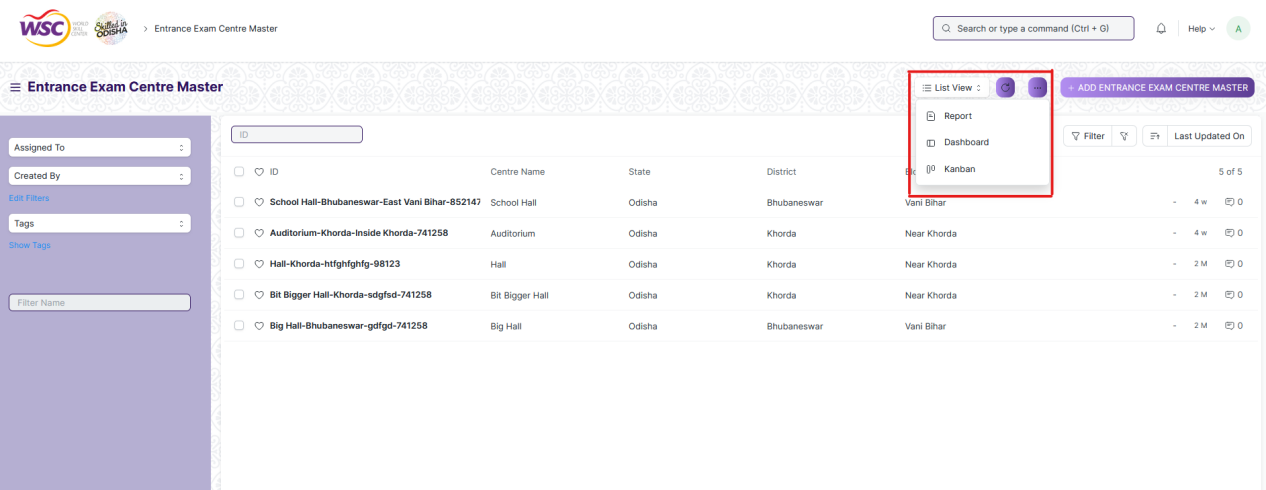 WSC WORLD SKILL CENTER Skilled in ODISHA > Entrance Exam Centre Master Search or type a command (Ctrl + G) Help A
Entrance Exam Centre Master List View + ADD ENTRANCE EXAM CENTRE MASTER
Report
Dashboard
Kanban
Assigned To
Created By
Edit Filters
Tags
Show Tags
Filter Name
ID Filter Last Updated On
ID Centre Name State District 5 of 5
School Hall-Bhubaneswar-East Vani Bihar-852147 School Hall Odisha Bhubaneswar Vani Bihar - 4 w 0
Auditorium-Khorda-Inside Khorda-741258 Auditorium Odisha Khorda Near Khorda - 4 w 0
Hall-Khorda-htfghfghfg-98123 Hall Odisha Khorda Near Khorda - 2 M 0
Bit Bigger Hall-Khorda-sdgfsd-741258 Bit Bigger Hall Odisha Khorda Near Khorda - 2 M 0
Big Hall-Bhubaneswar-gdfgd-741258 Big Hall Odisha Bhubaneswar Vani Bihar - 2 M 0